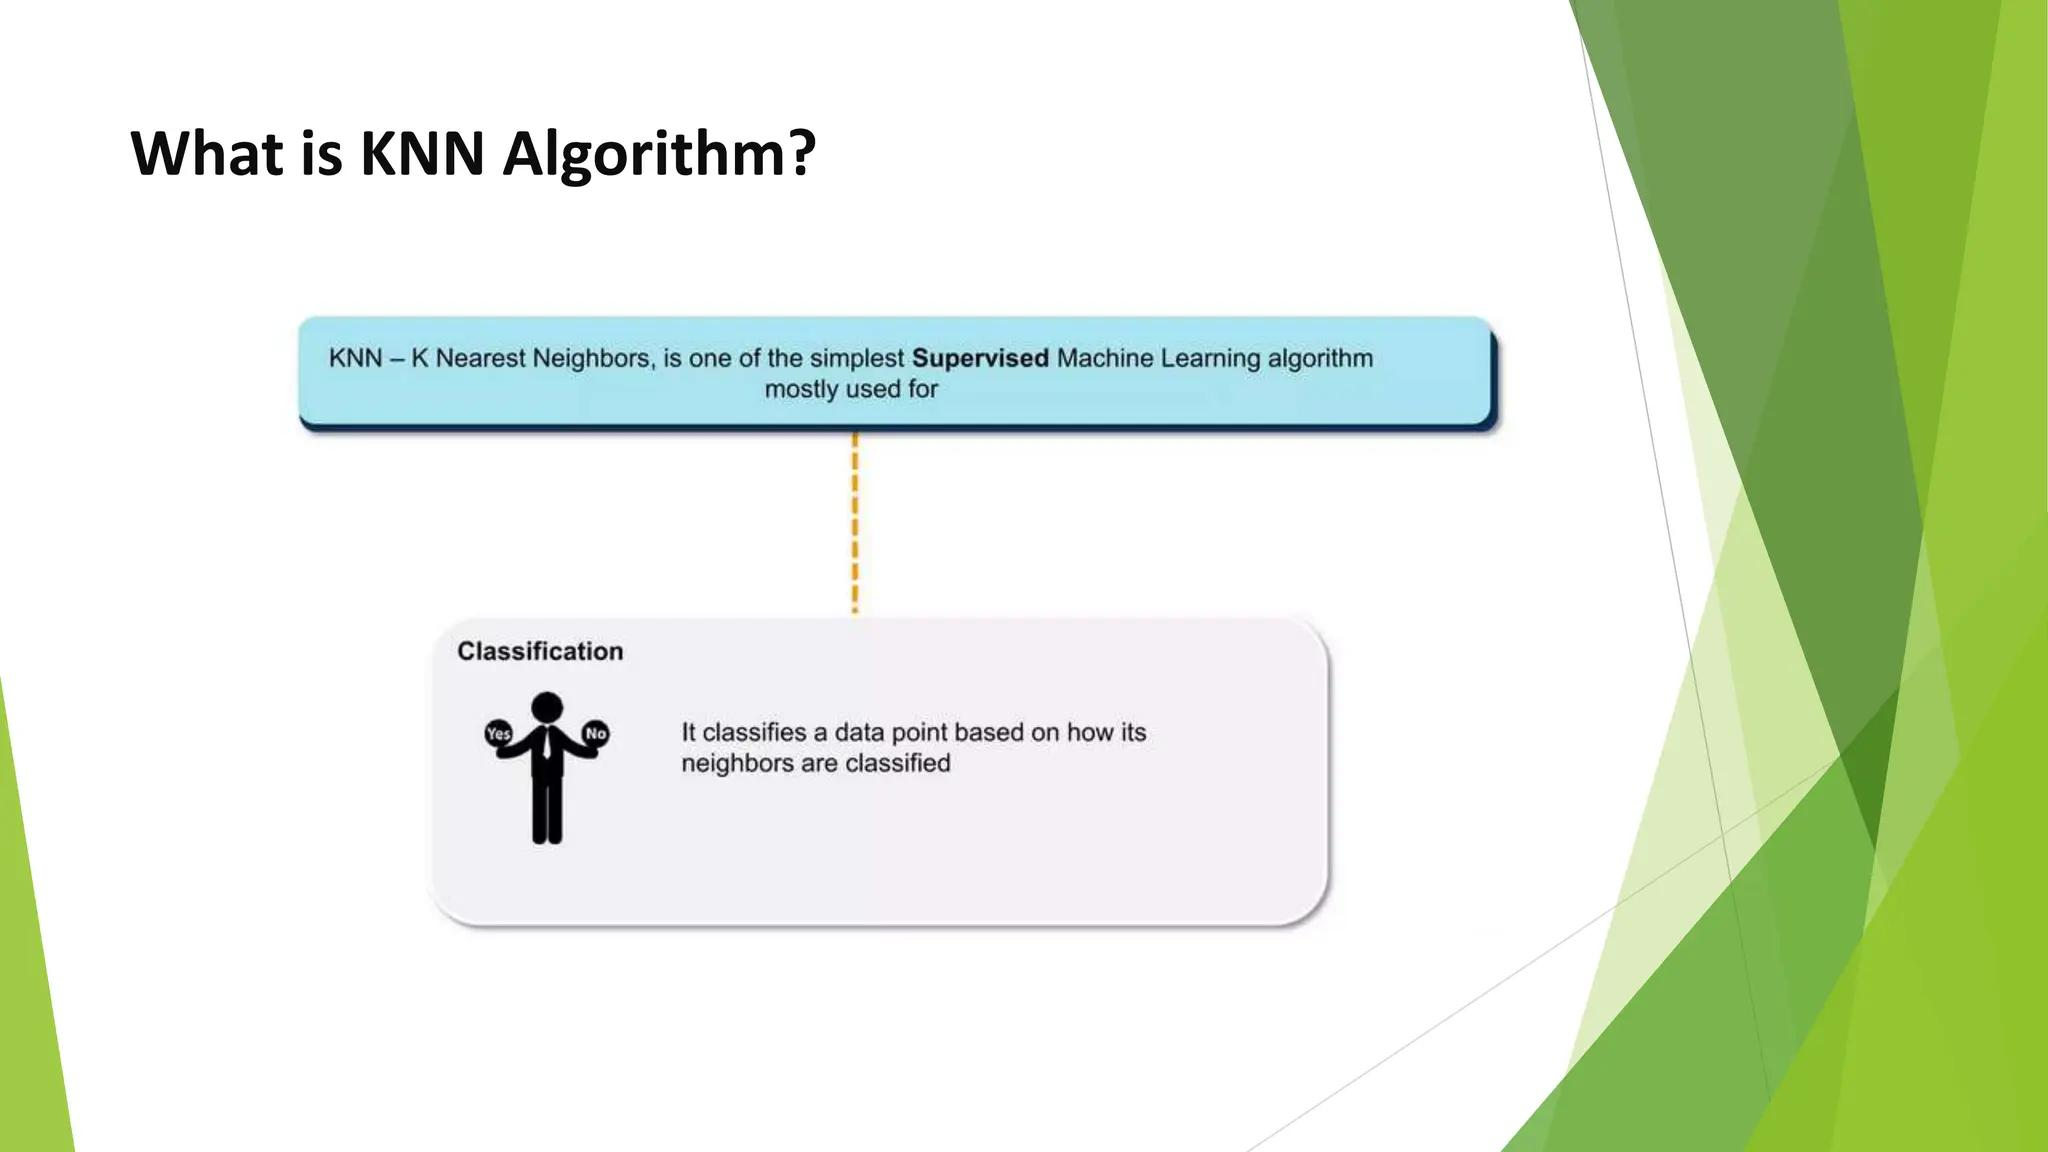 What is KNN Algorithm?
KNN – K Nearest Neighbors, is one of the simplest Supervised Machine Learning algorithm
mostly used for
Classification
Yes No
It classifies a data point based on how its
neighbors are classified